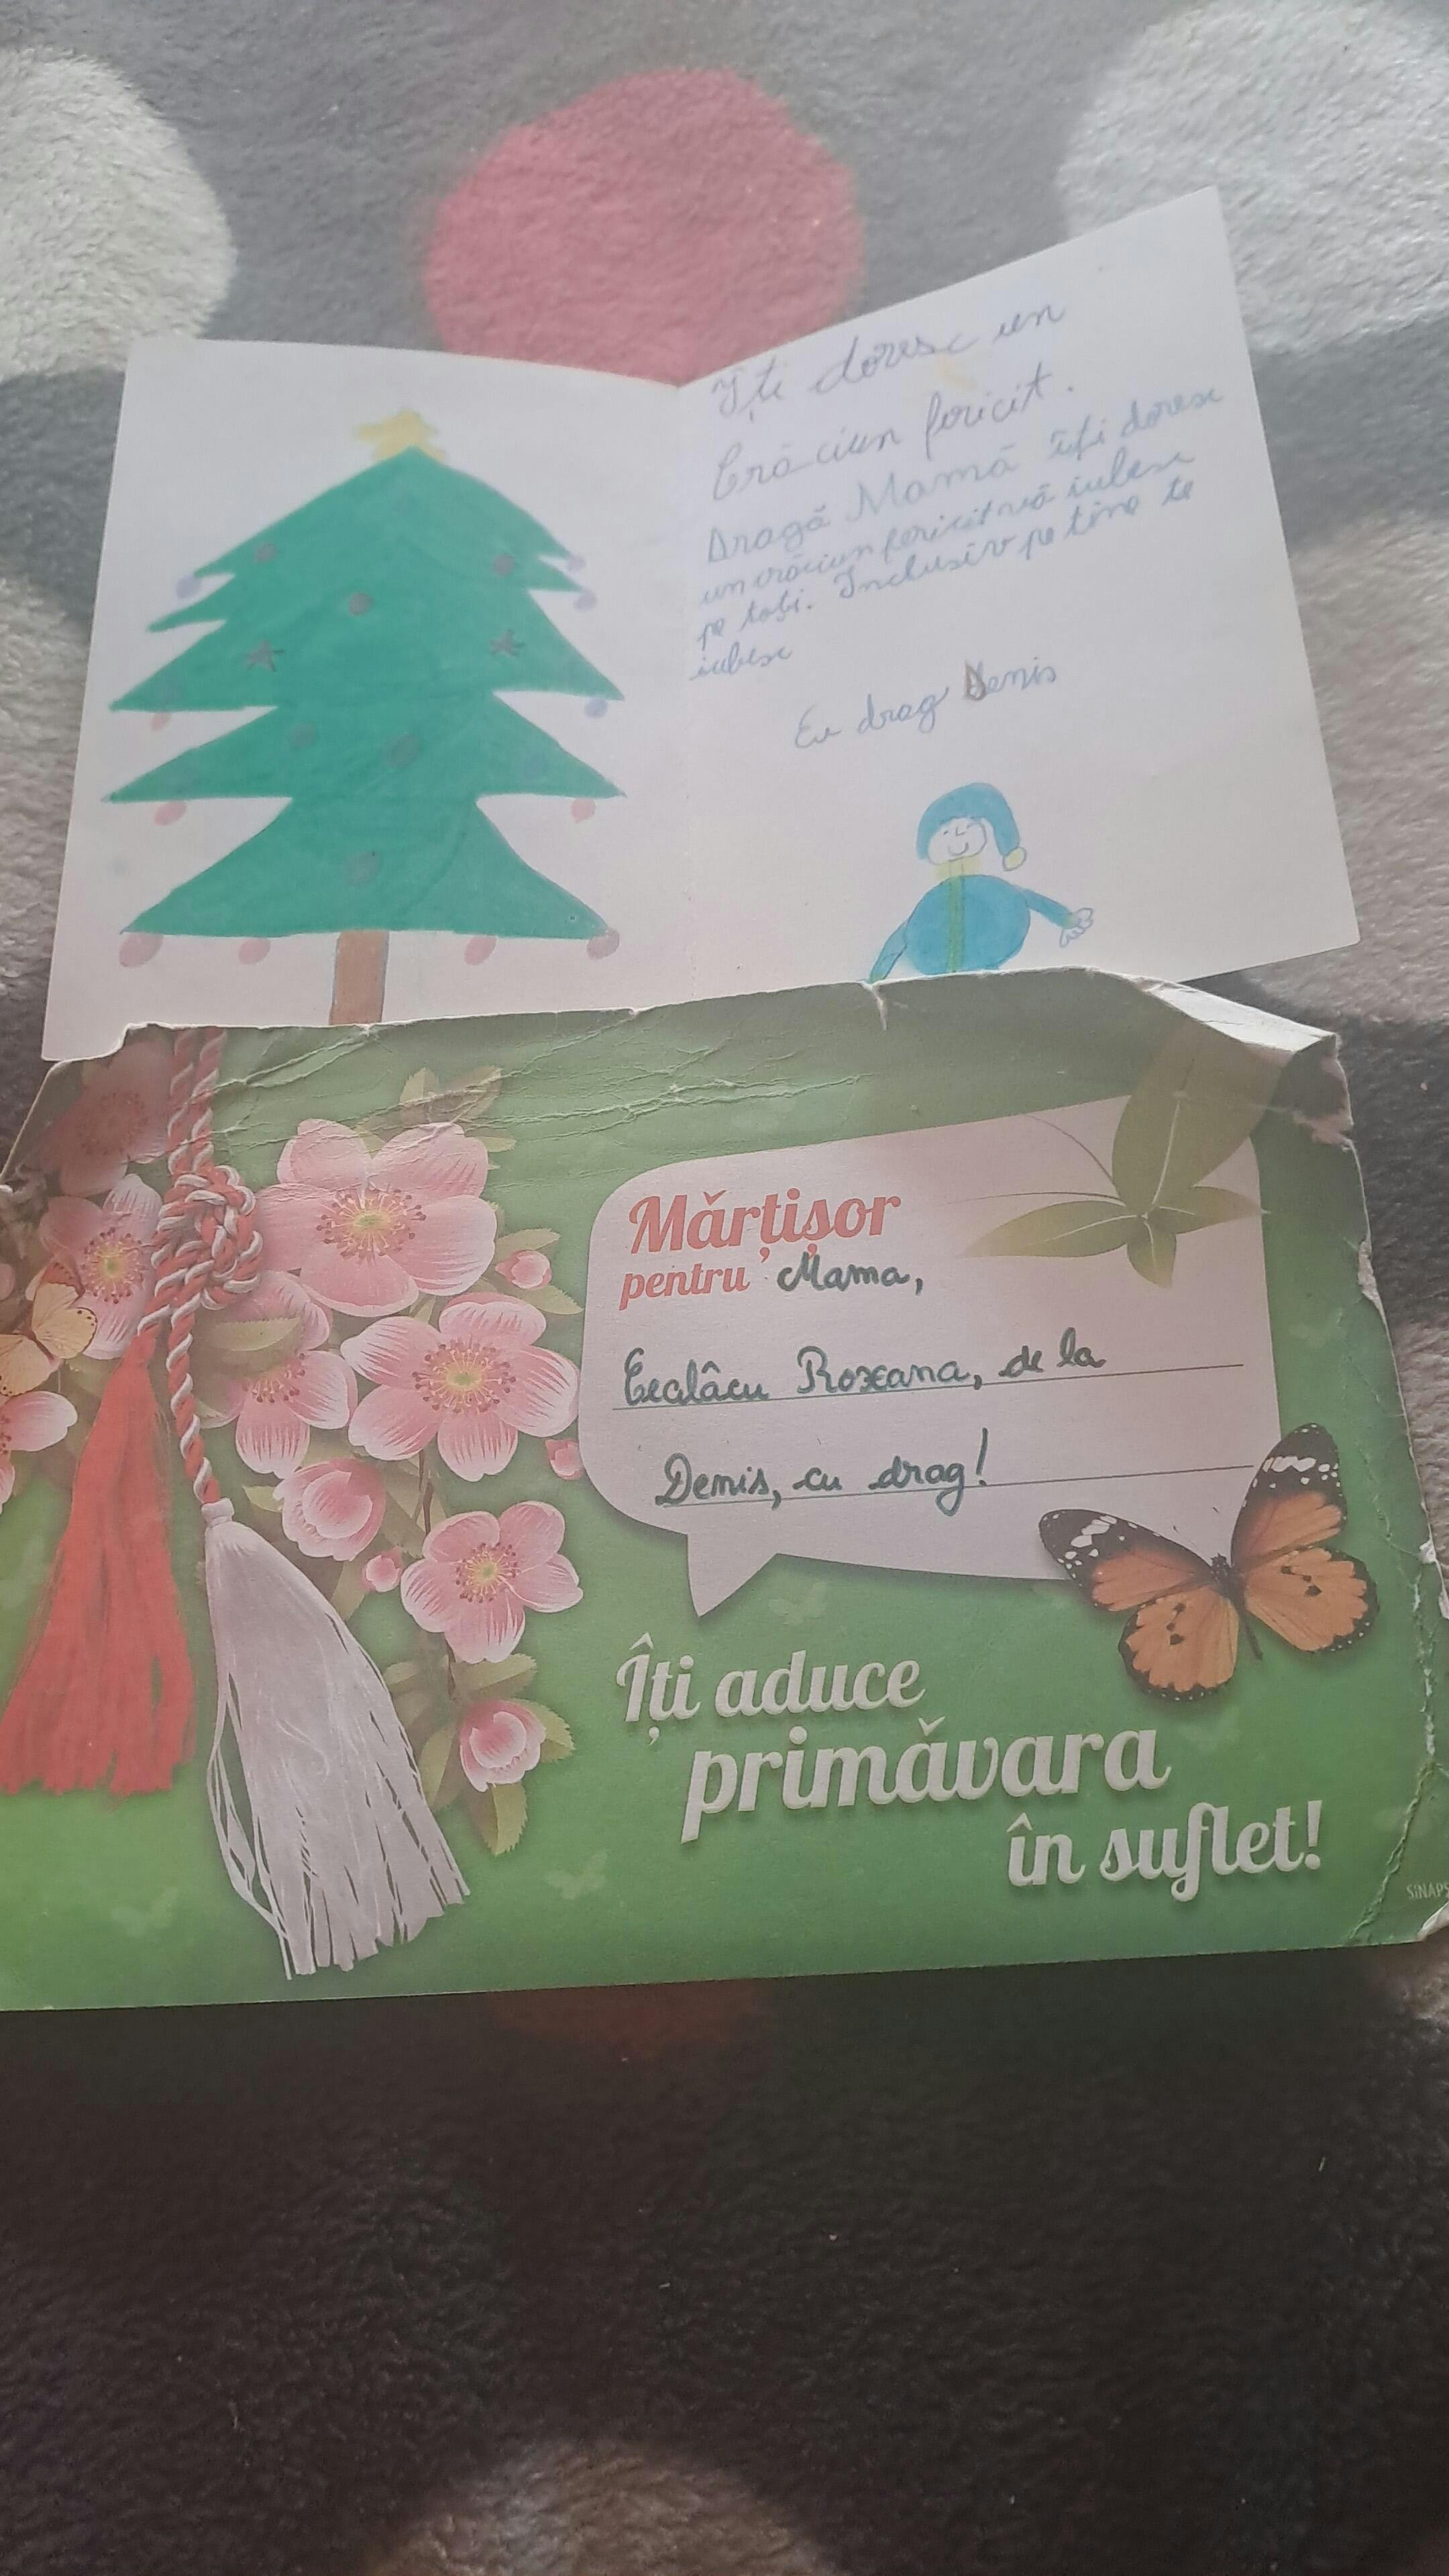 Îți doresc un
Crăciun fericit.
Dragă Mamă îți doresc
un crăciun fericit vă iubesc
pe toți. Inclusiv pe tine te
iubesc
Cu drag Denis
Mărțișor
pentru Mama,
Roxana, de la
Denis, cu drag!
Îți aduce
primăvara
în suflet!